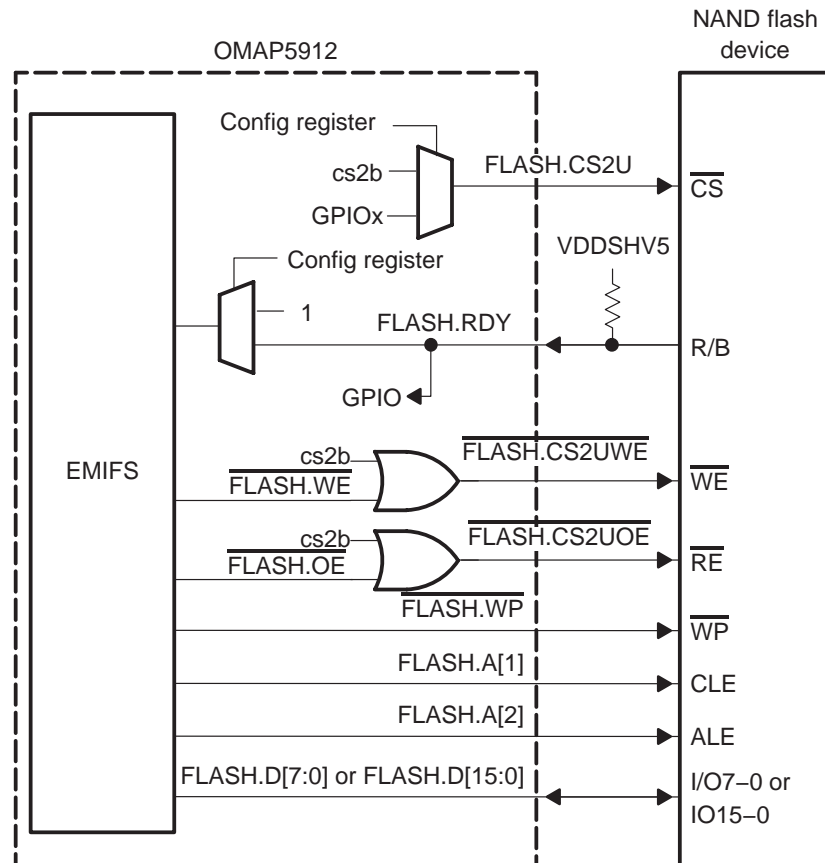 NAND flash
device
OMAP5912
Config register
cs2b
GPIOx
FLASH.CS2U
CS
VDDSHV5
Config register
1
FLASH.RDY
R/B
GPIO
EMIFS
cs2b
FLASH.WE
FLASH.CS2UWE
WE
cs2b
FLASH.OE
FLASH.CS2UOE
RE
FLASH.WP
WP
FLASH.A[1]
CLE
FLASH.A[2]
ALE
FLASH.D[7:0] or FLASH.D[15:0]
I/O7–0 or
IO15–0